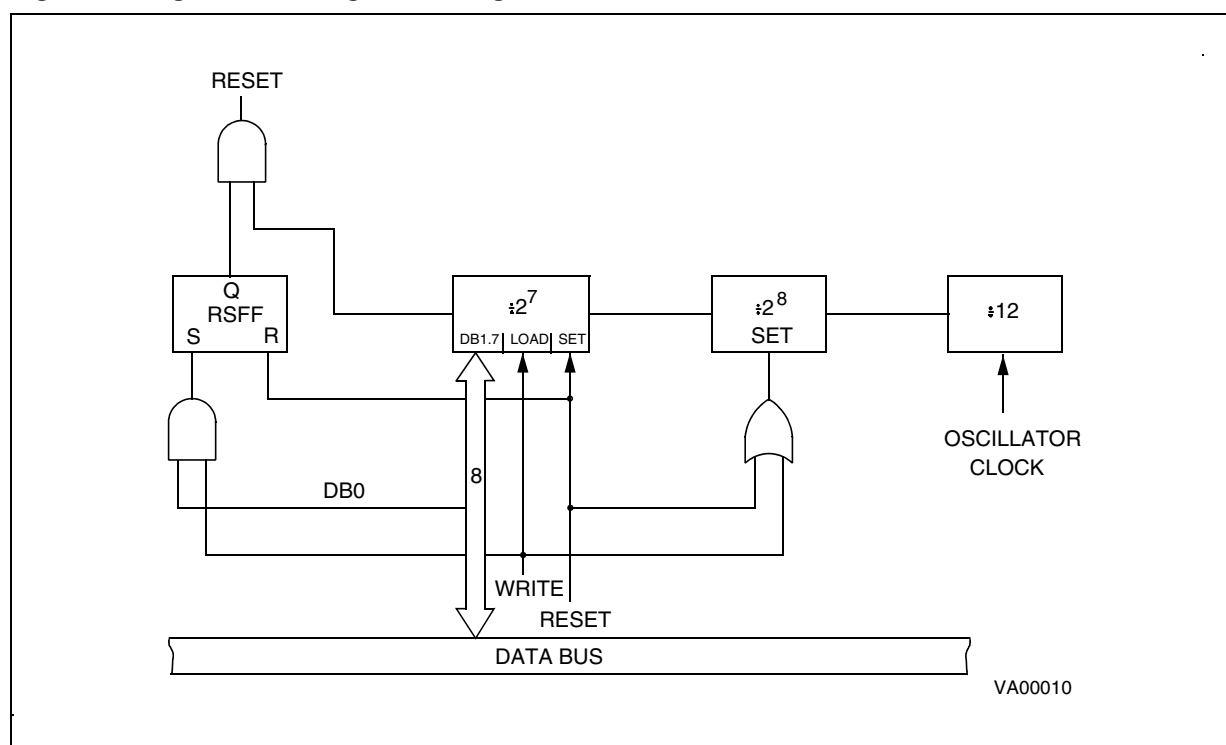 RESET
Q
RSFF
S R
÷2⁷
DB1.7 LOAD SET
÷2⁸
SET
÷12
OSCILLATOR
CLOCK
8
DB0
WRITE
RESET
DATA BUS
VA00010